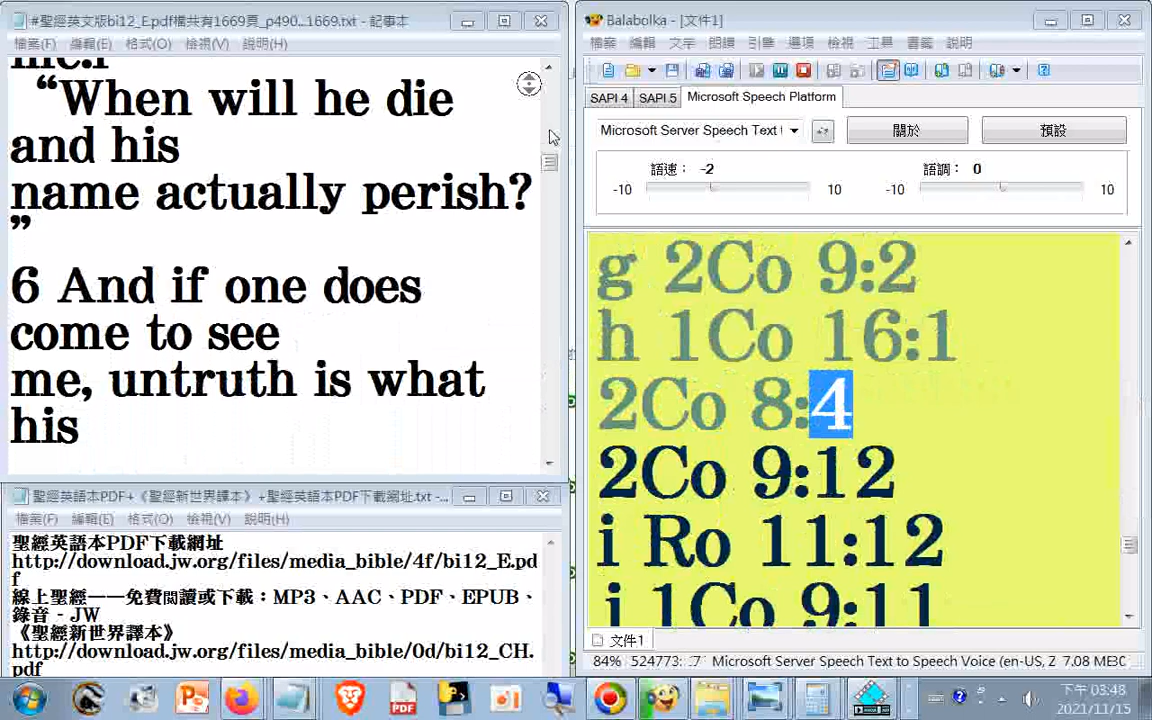 #聖經英文版bi12_E.pdf檔共有1669頁_p490...1669.txt - 記事本
檔案(F) 編輯(E) 格式(O) 檢視(V) 說明(H)
“When will he die
and his
name actually perish?
”
6 And if one does
come to see
me, untruth is what
his
聖經英語本PDF+《聖經新世界譯本》+聖經英語本PDF下載網址.txt -...
檔案(F) 編輯(E) 格式(O) 檢視(V) 說明(H)
聖經英語本PDF下載網址
http://download.jw.org/files/media_bible/4f/bi12_E.pd
f
線上聖經——免費閱讀或下載：MP3、AAC、PDF、EPUB、
錄音 - JW
《聖經新世界譯本》
http://download.jw.org/files/media_bible/0d/bi12_CH.
pdf
Balabolka - [文件1]
檔案 編輯 文字 朗讀 引擎 選項 檢視 工具 書籤 說明
SAPI 4 SAPI 5 Microsoft Speech Platform
Microsoft Server Speech Text 關於 預設
語速： -2 語調： 0
-10 10 -10 10
g 2Co 9:2
h 1Co 16:1
2Co 8:4
2Co 9:12
i Ro 11:12
j 1Co 9:11
文件1
84% 524773: Microsoft Server Speech Text to Speech Voice (en-US, Z 7.08 MB
下午 03:48
2021/11/15